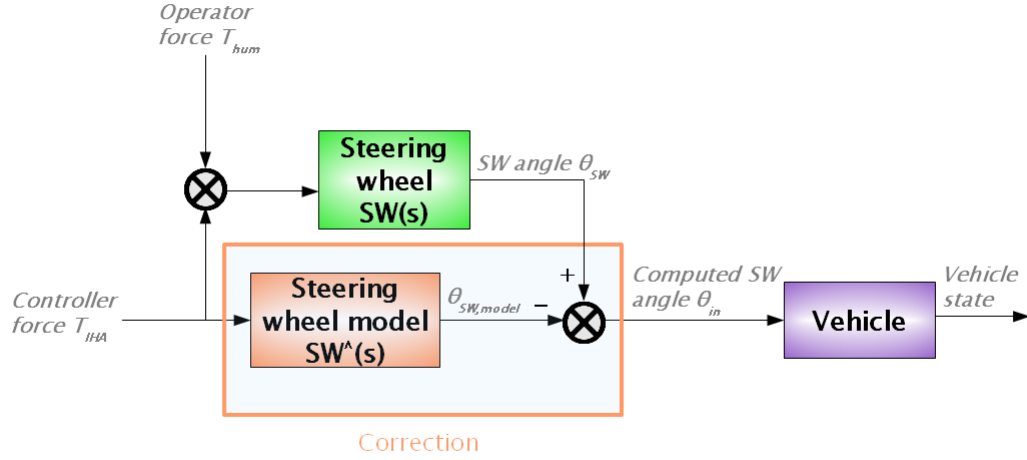 Operator
force T_hum
Steering
wheel
SW(s)
SW angle θ_SW
+
Controller
force T_IHA
Steering
wheel model
SW^(s)
θ_SW,model
−
Computed SW
angle θ_in
Vehicle
Vehicle
state
Correction